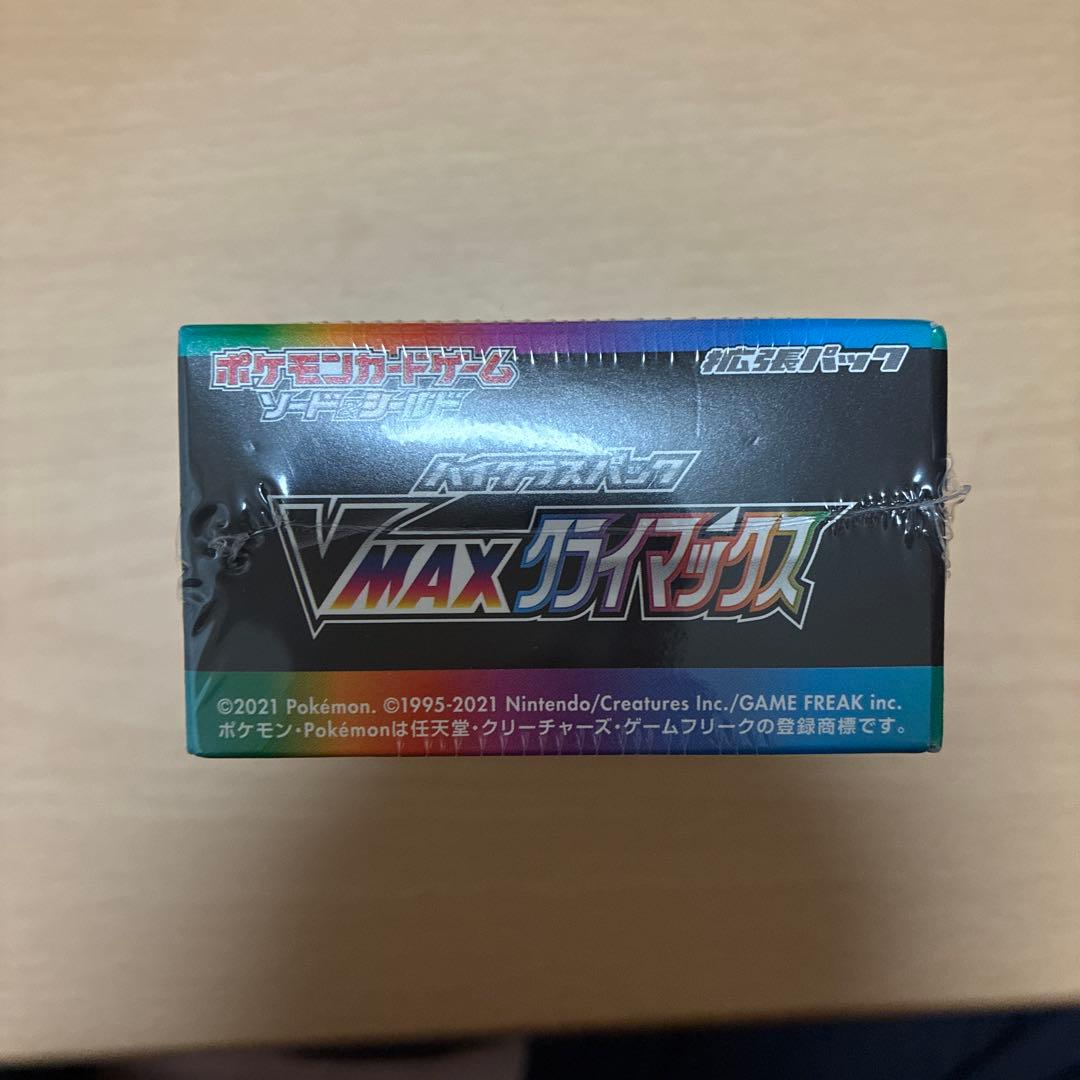 ポケモンカードゲーム
ソード&シールド
拡張パック
ハイクラスパック
VMAXクライマックス
©2021 Pokémon. ©1995-2021 Nintendo/Creatures Inc./GAME FREAK inc.
ポケモン・Pokémonは任天堂・クリーチャーズ・ゲームフリークの登録商標です。